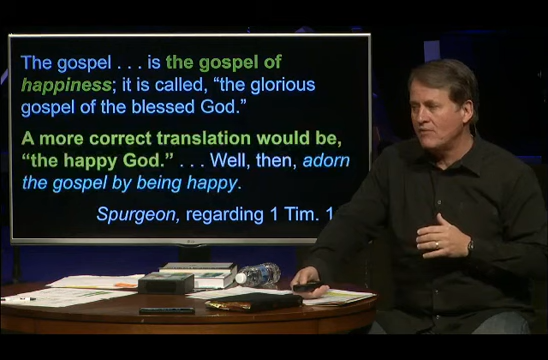 The gospel . . . is the gospel of
happiness; it is called, “the glorious
gospel of the blessed God.”
A more correct translation would be,
“the happy God.” . . . Well, then, adorn
the gospel by being happy.
Spurgeon, regarding 1 Tim. 1